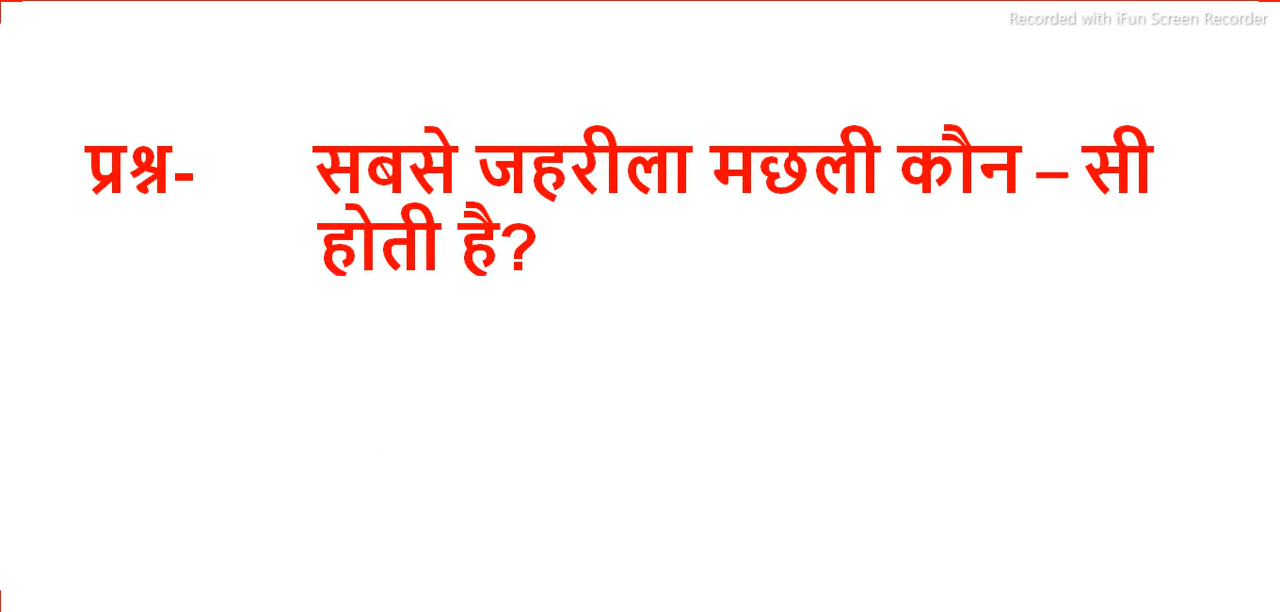 Recorded with iFun Screen Recorder
प्रश्न- सबसे जहरीला मछली कौन – सी
होती है?